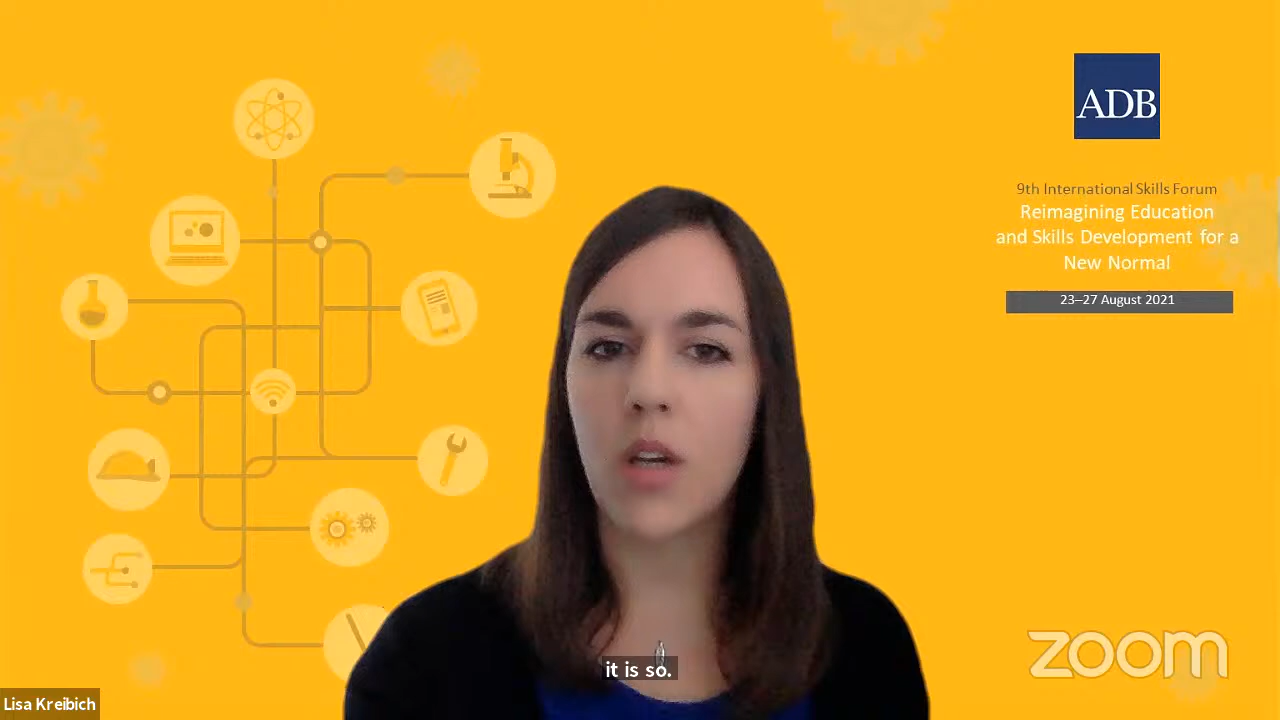 ADB
9th International Skills Forum
Reimagining Education
and Skills Development for a
New Normal
23–27 August 2021
zoom
it is so.
Lisa Kreibich